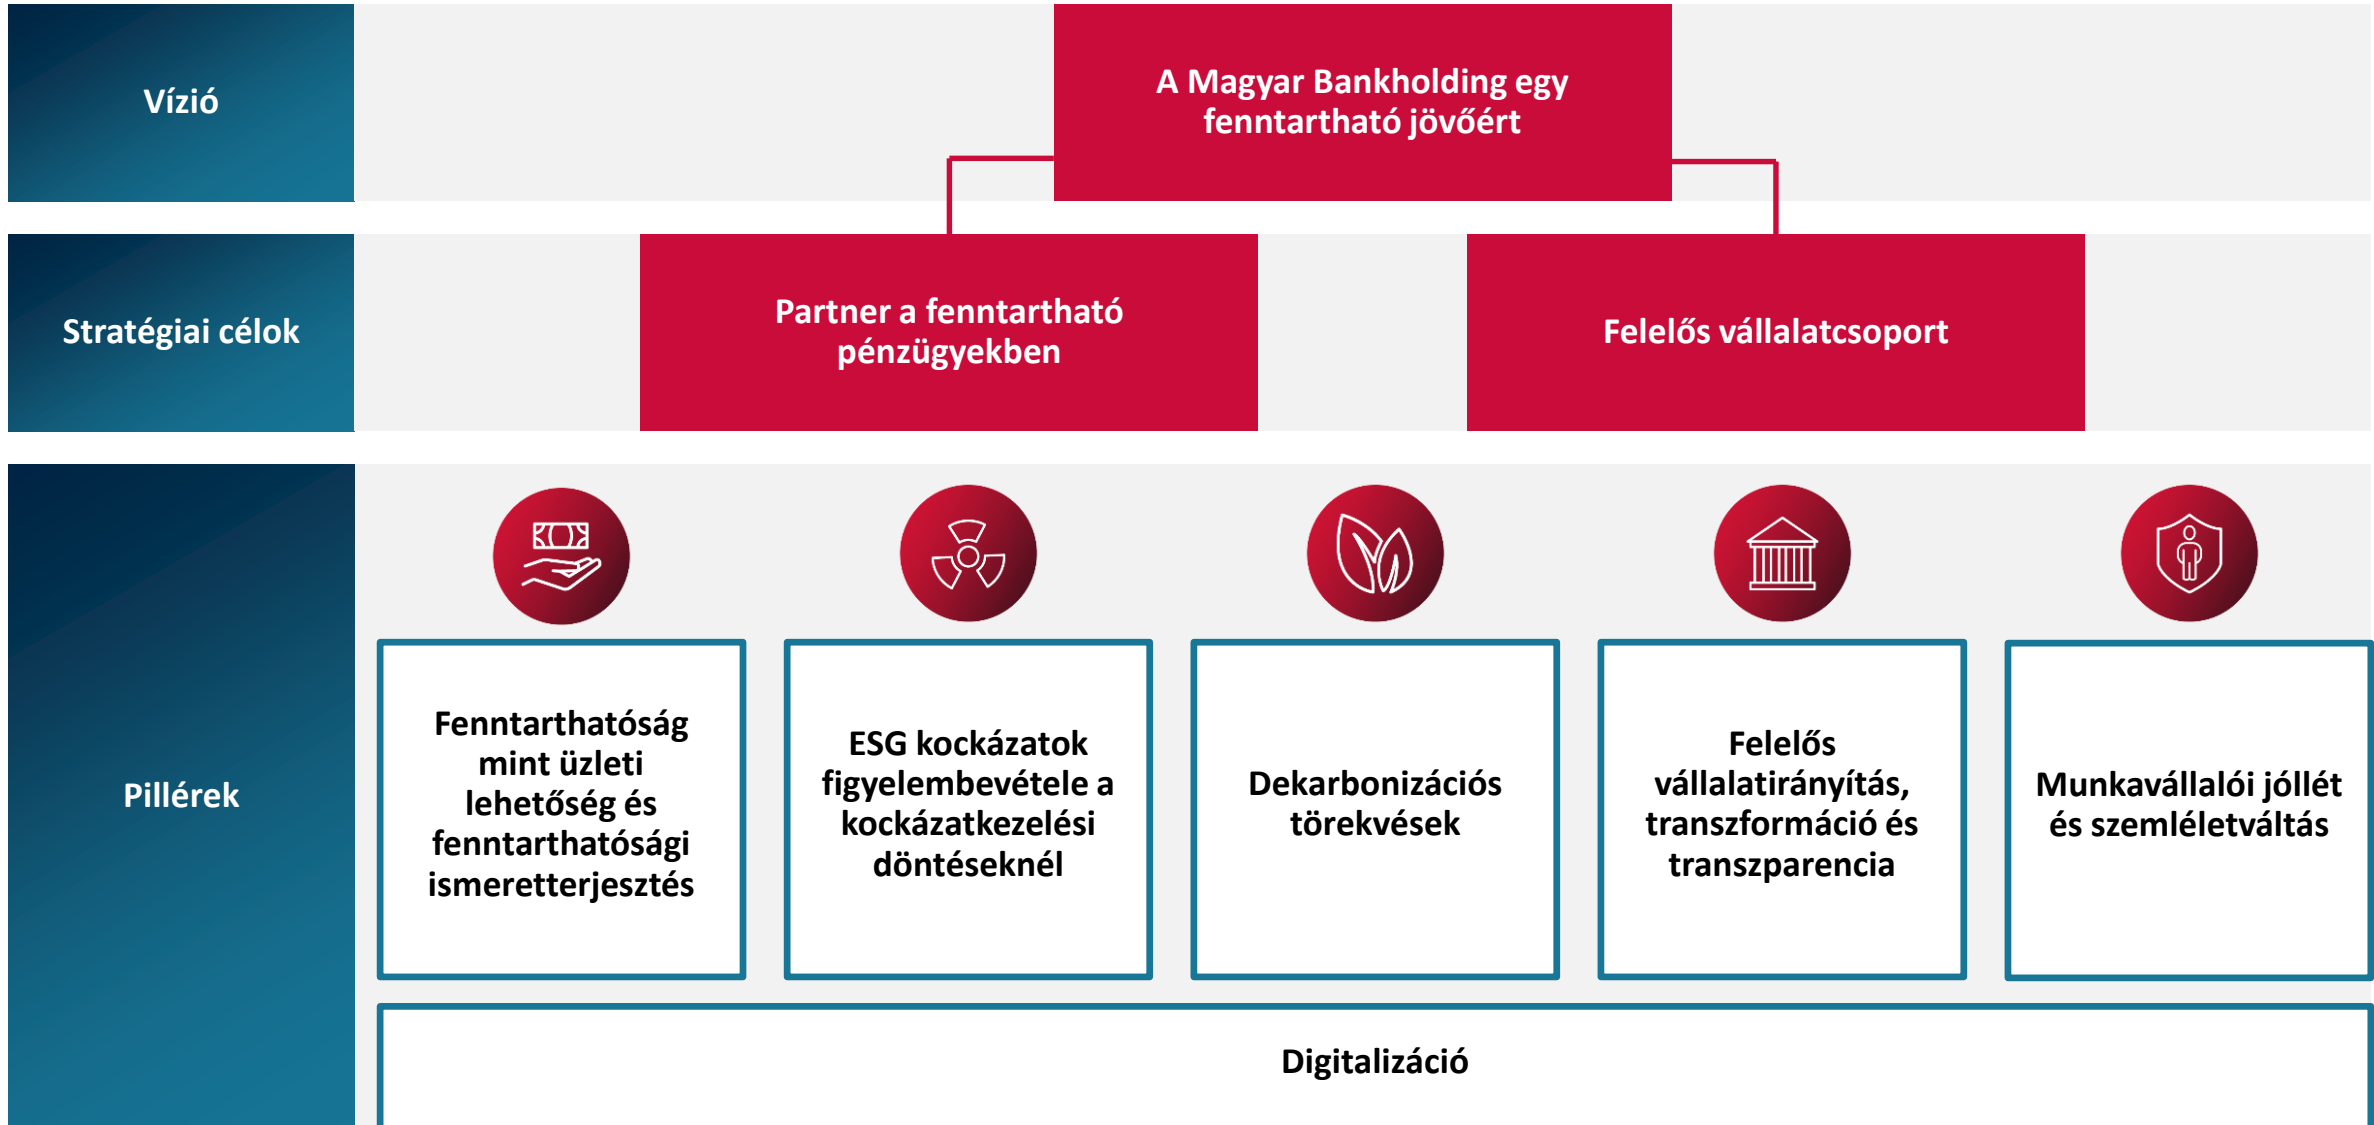 Vízió
A Magyar Bankholding egy
fenntartható jövőért
Stratégiai célok
Partner a fenntartható
pénzügyekben
Felelős vállalatcsoport
Pillérek
Fenntarthatóság
mint üzleti
lehetőség és
fenntarthatósági
ismeretterjesztés
ESG kockázatok
figyelembevétele a
kockázatkezelési
döntéseknél
Dekarbonizációs
törekvések
Felelős
vállalatirányítás,
transzformáció és
transzparencia
Munkavállalói jóllét
és szemléletváltás
Digitalizáció